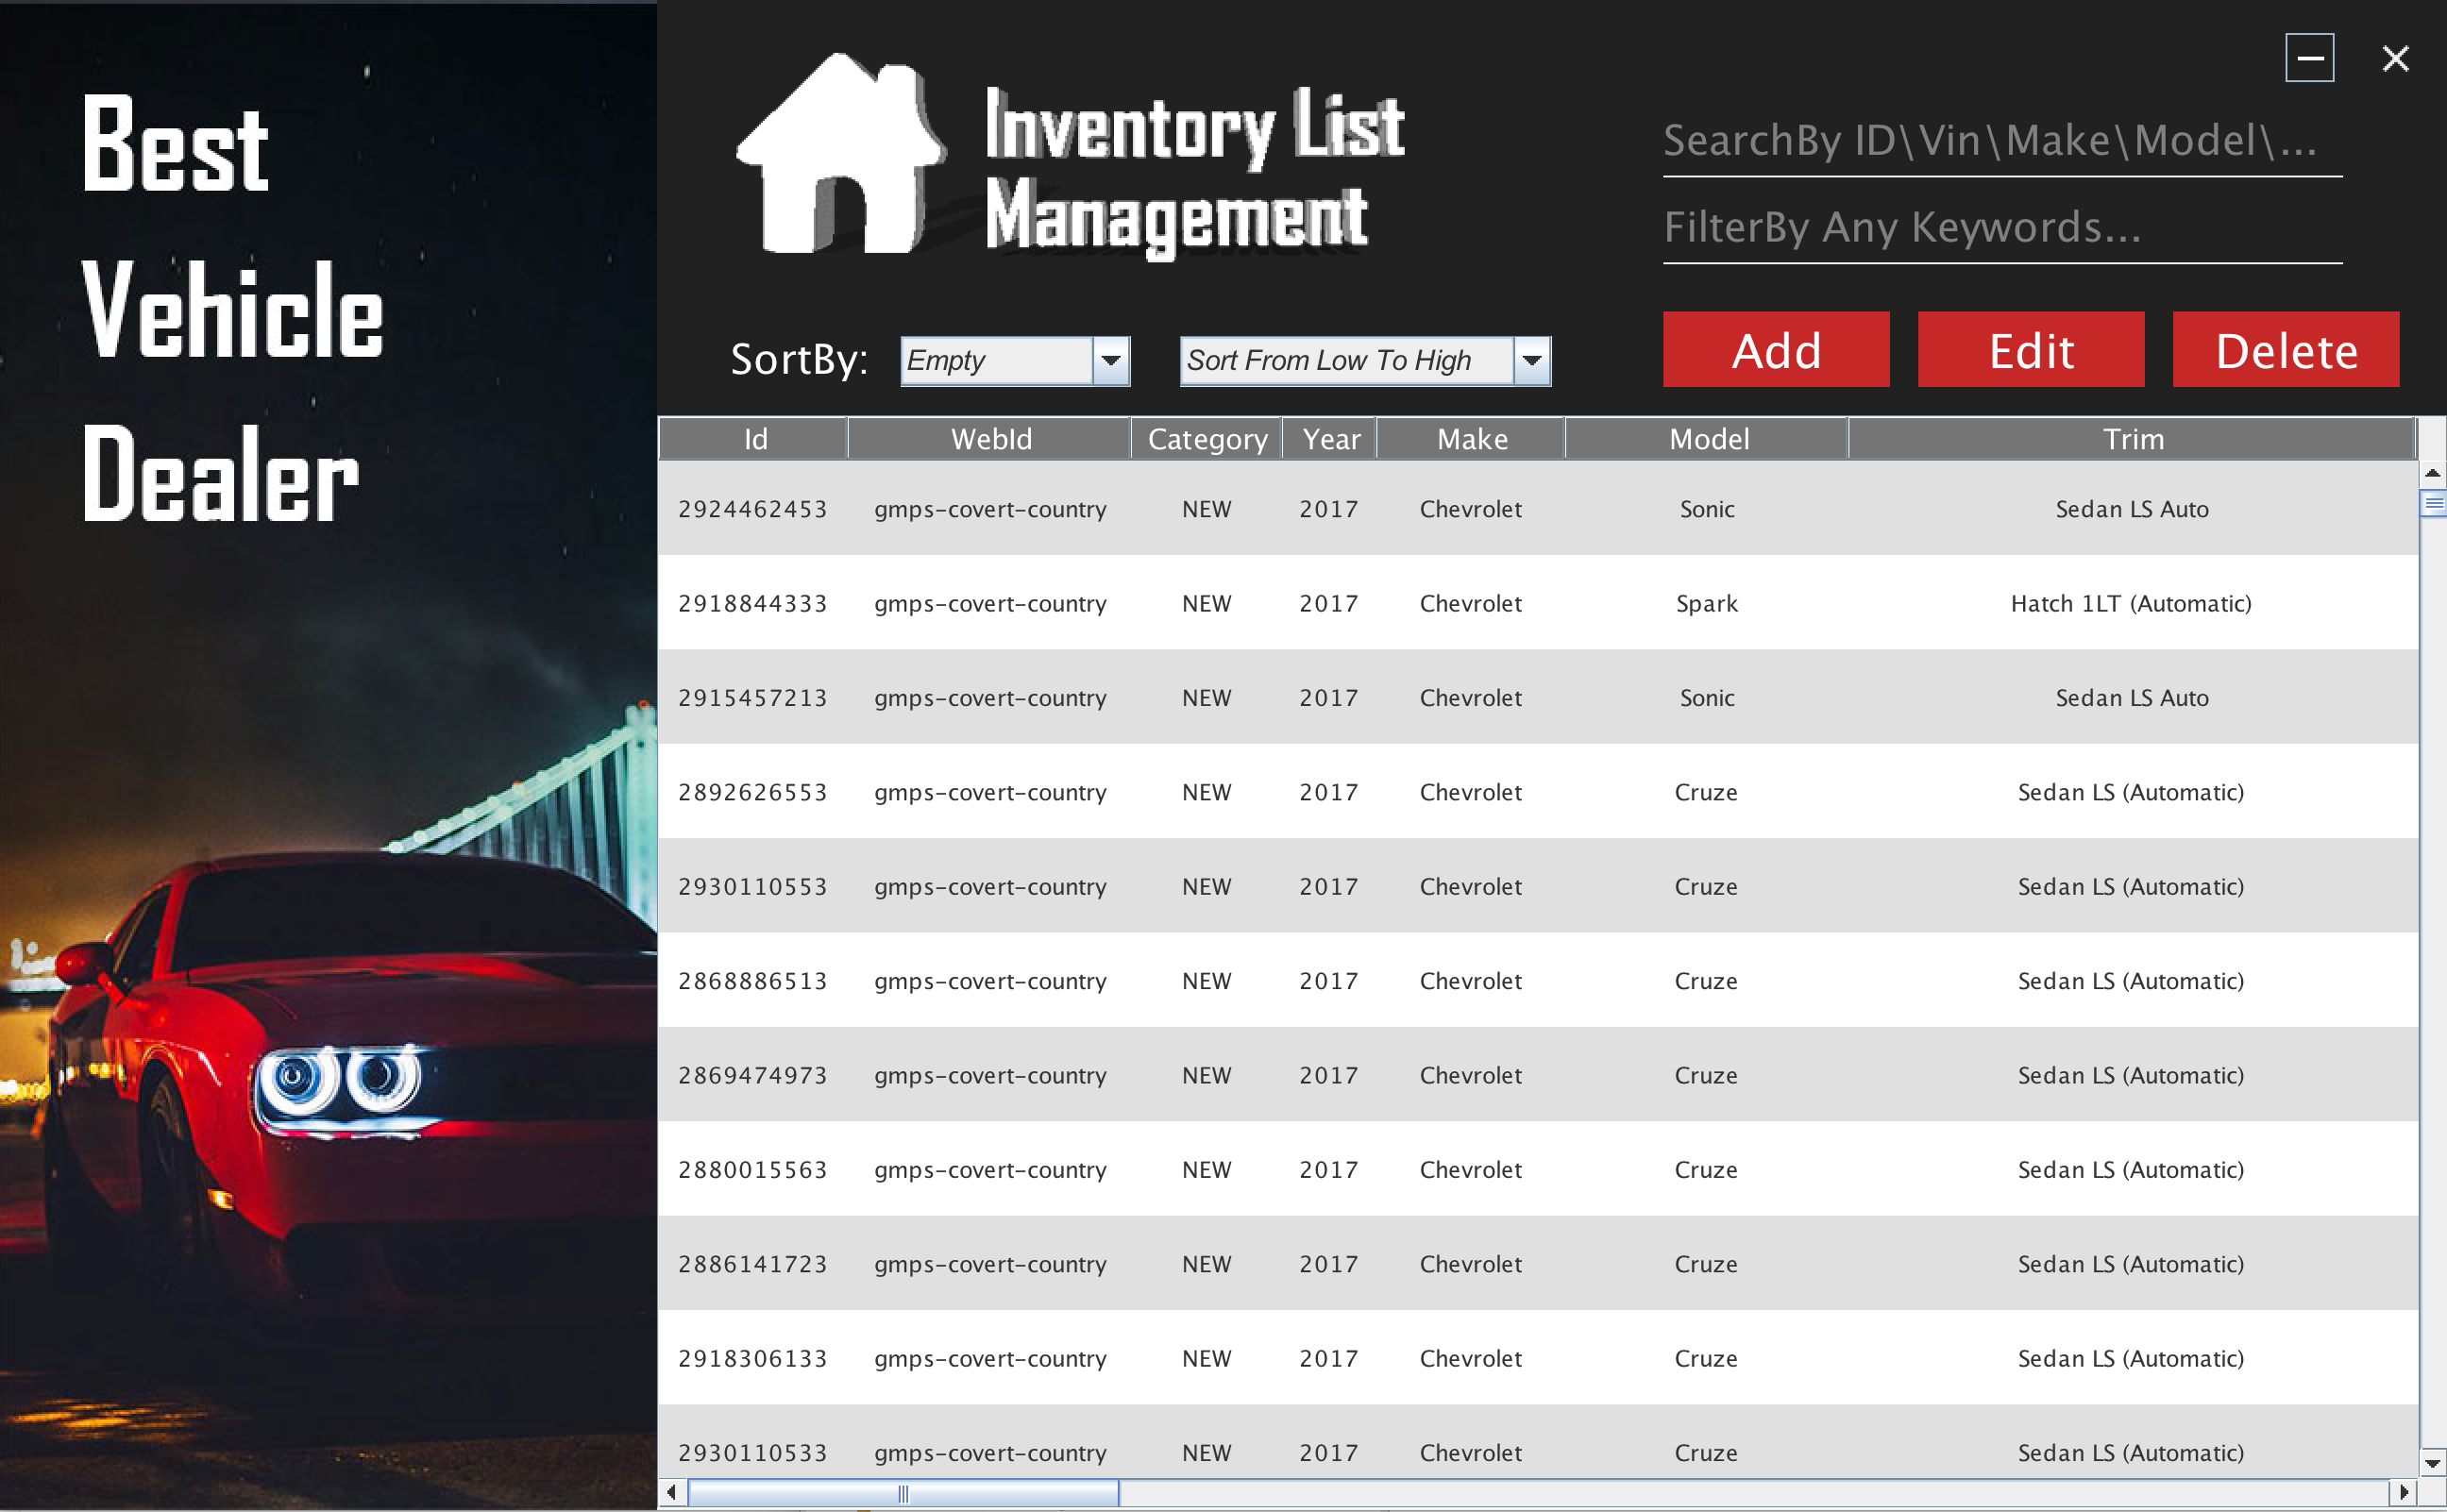 Best
Vehicle
Dealer
Inventory List
Management
SearchBy ID\Vin\Make\Model\...
FilterBy Any Keywords...
SortBy: Empty Sort From Low To High
Add Edit Delete
Id WebId Category Year Make Model Trim
2924462453 gmps-covert-country NEW 2017 Chevrolet Sonic Sedan LS Auto
2918844333 gmps-covert-country NEW 2017 Chevrolet Spark Hatch 1LT (Automatic)
2915457213 gmps-covert-country NEW 2017 Chevrolet Sonic Sedan LS Auto
2892626553 gmps-covert-country NEW 2017 Chevrolet Cruze Sedan LS (Automatic)
2930110553 gmps-covert-country NEW 2017 Chevrolet Cruze Sedan LS (Automatic)
2868886513 gmps-covert-country NEW 2017 Chevrolet Cruze Sedan LS (Automatic)
2869474973 gmps-covert-country NEW 2017 Chevrolet Cruze Sedan LS (Automatic)
2880015563 gmps-covert-country NEW 2017 Chevrolet Cruze Sedan LS (Automatic)
2886141723 gmps-covert-country NEW 2017 Chevrolet Cruze Sedan LS (Automatic)
2918306133 gmps-covert-country NEW 2017 Chevrolet Cruze Sedan LS (Automatic)
2930110533 gmps-covert-country NEW 2017 Chevrolet Cruze Sedan LS (Automatic)